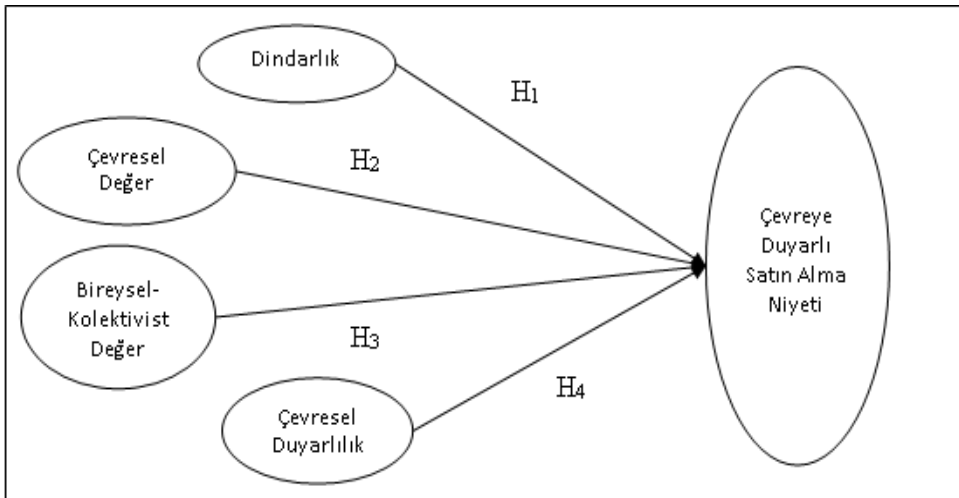 Dindarlık
H1
Çevresel
Değer
H2
Bireysel-
Kolektivist
Değer
H3
Çevresel
Duyarlılık
H4
Çevreye
Duyarlı
Satın Alma
Niyeti